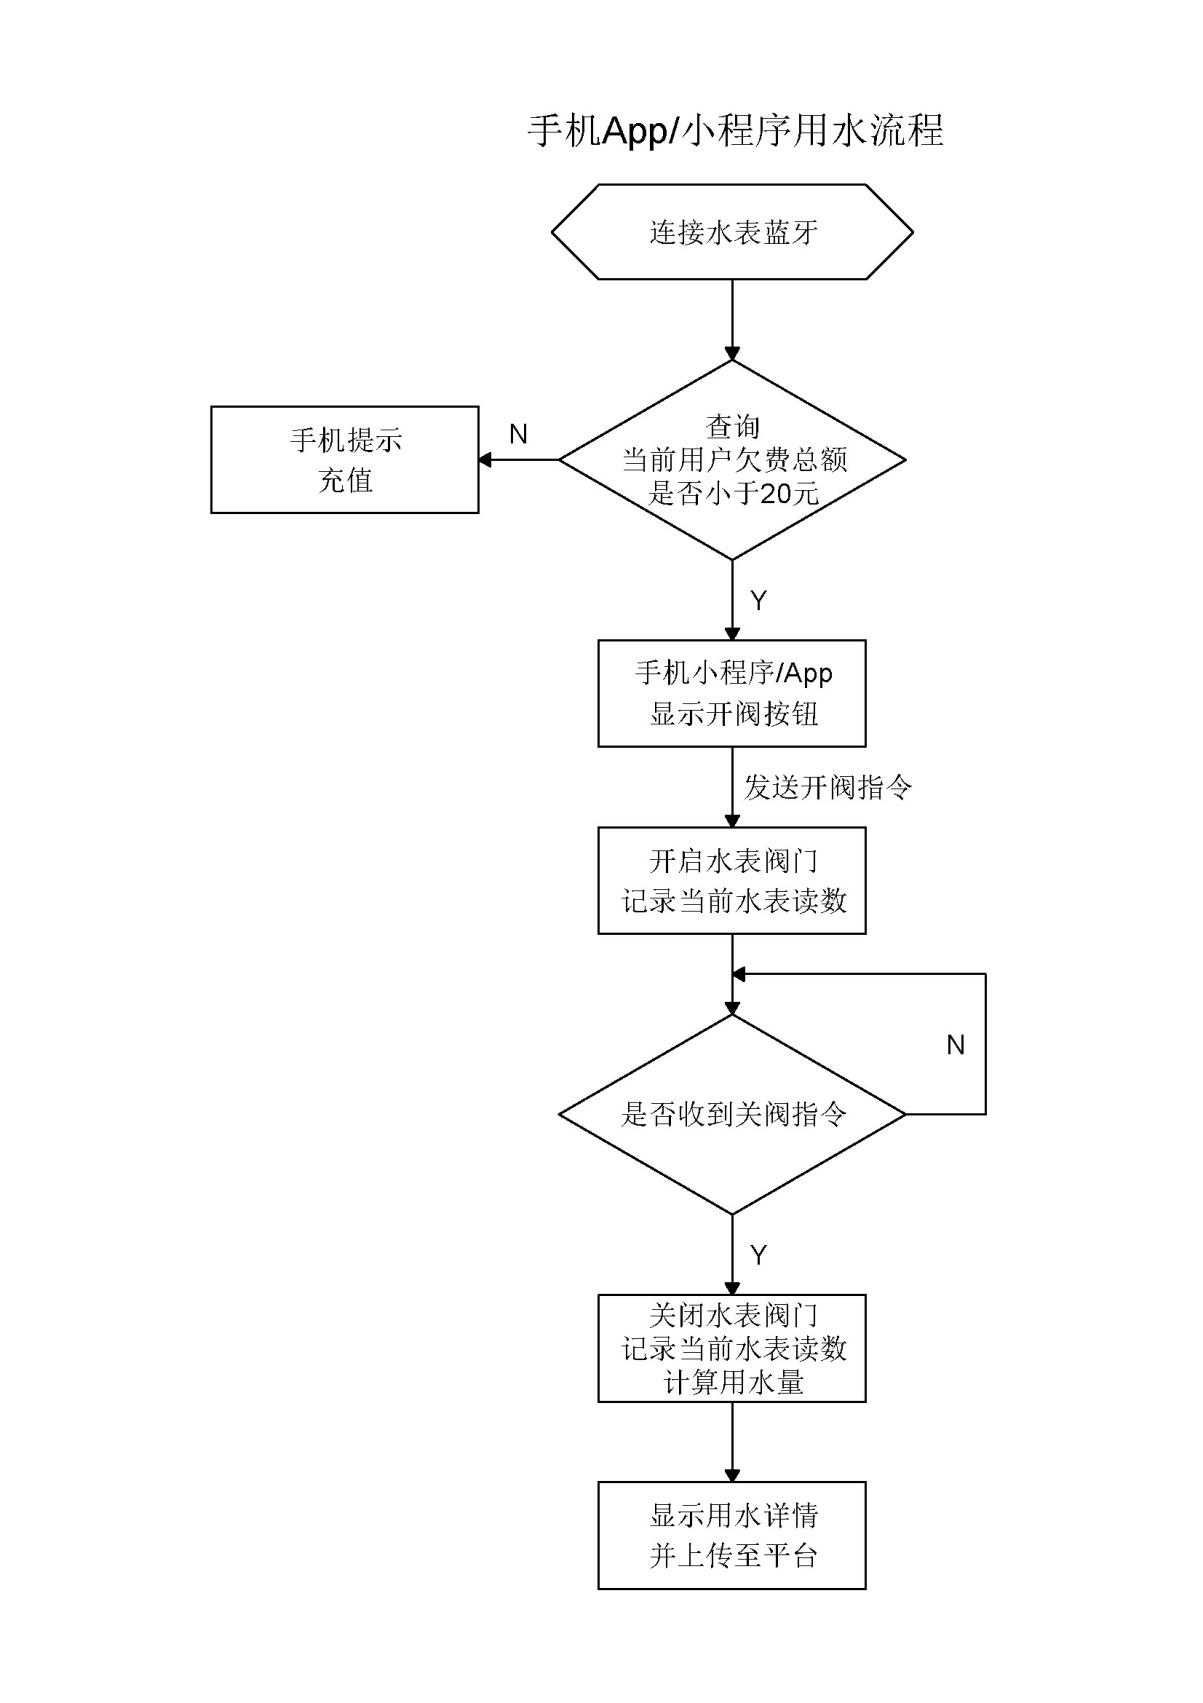 手机App/小程序用水流程
连接水表蓝牙
查询
当前用户欠费总额
是否小于20元
N
手机提示
充值
Y
手机小程序/App
显示开阀按钮
发送开阀指令
开启水表阀门
记录当前水表读数
N
是否收到关阀指令
Y
关闭水表阀门
记录当前水表读数
计算用水量
显示用水详情
并上传至平台